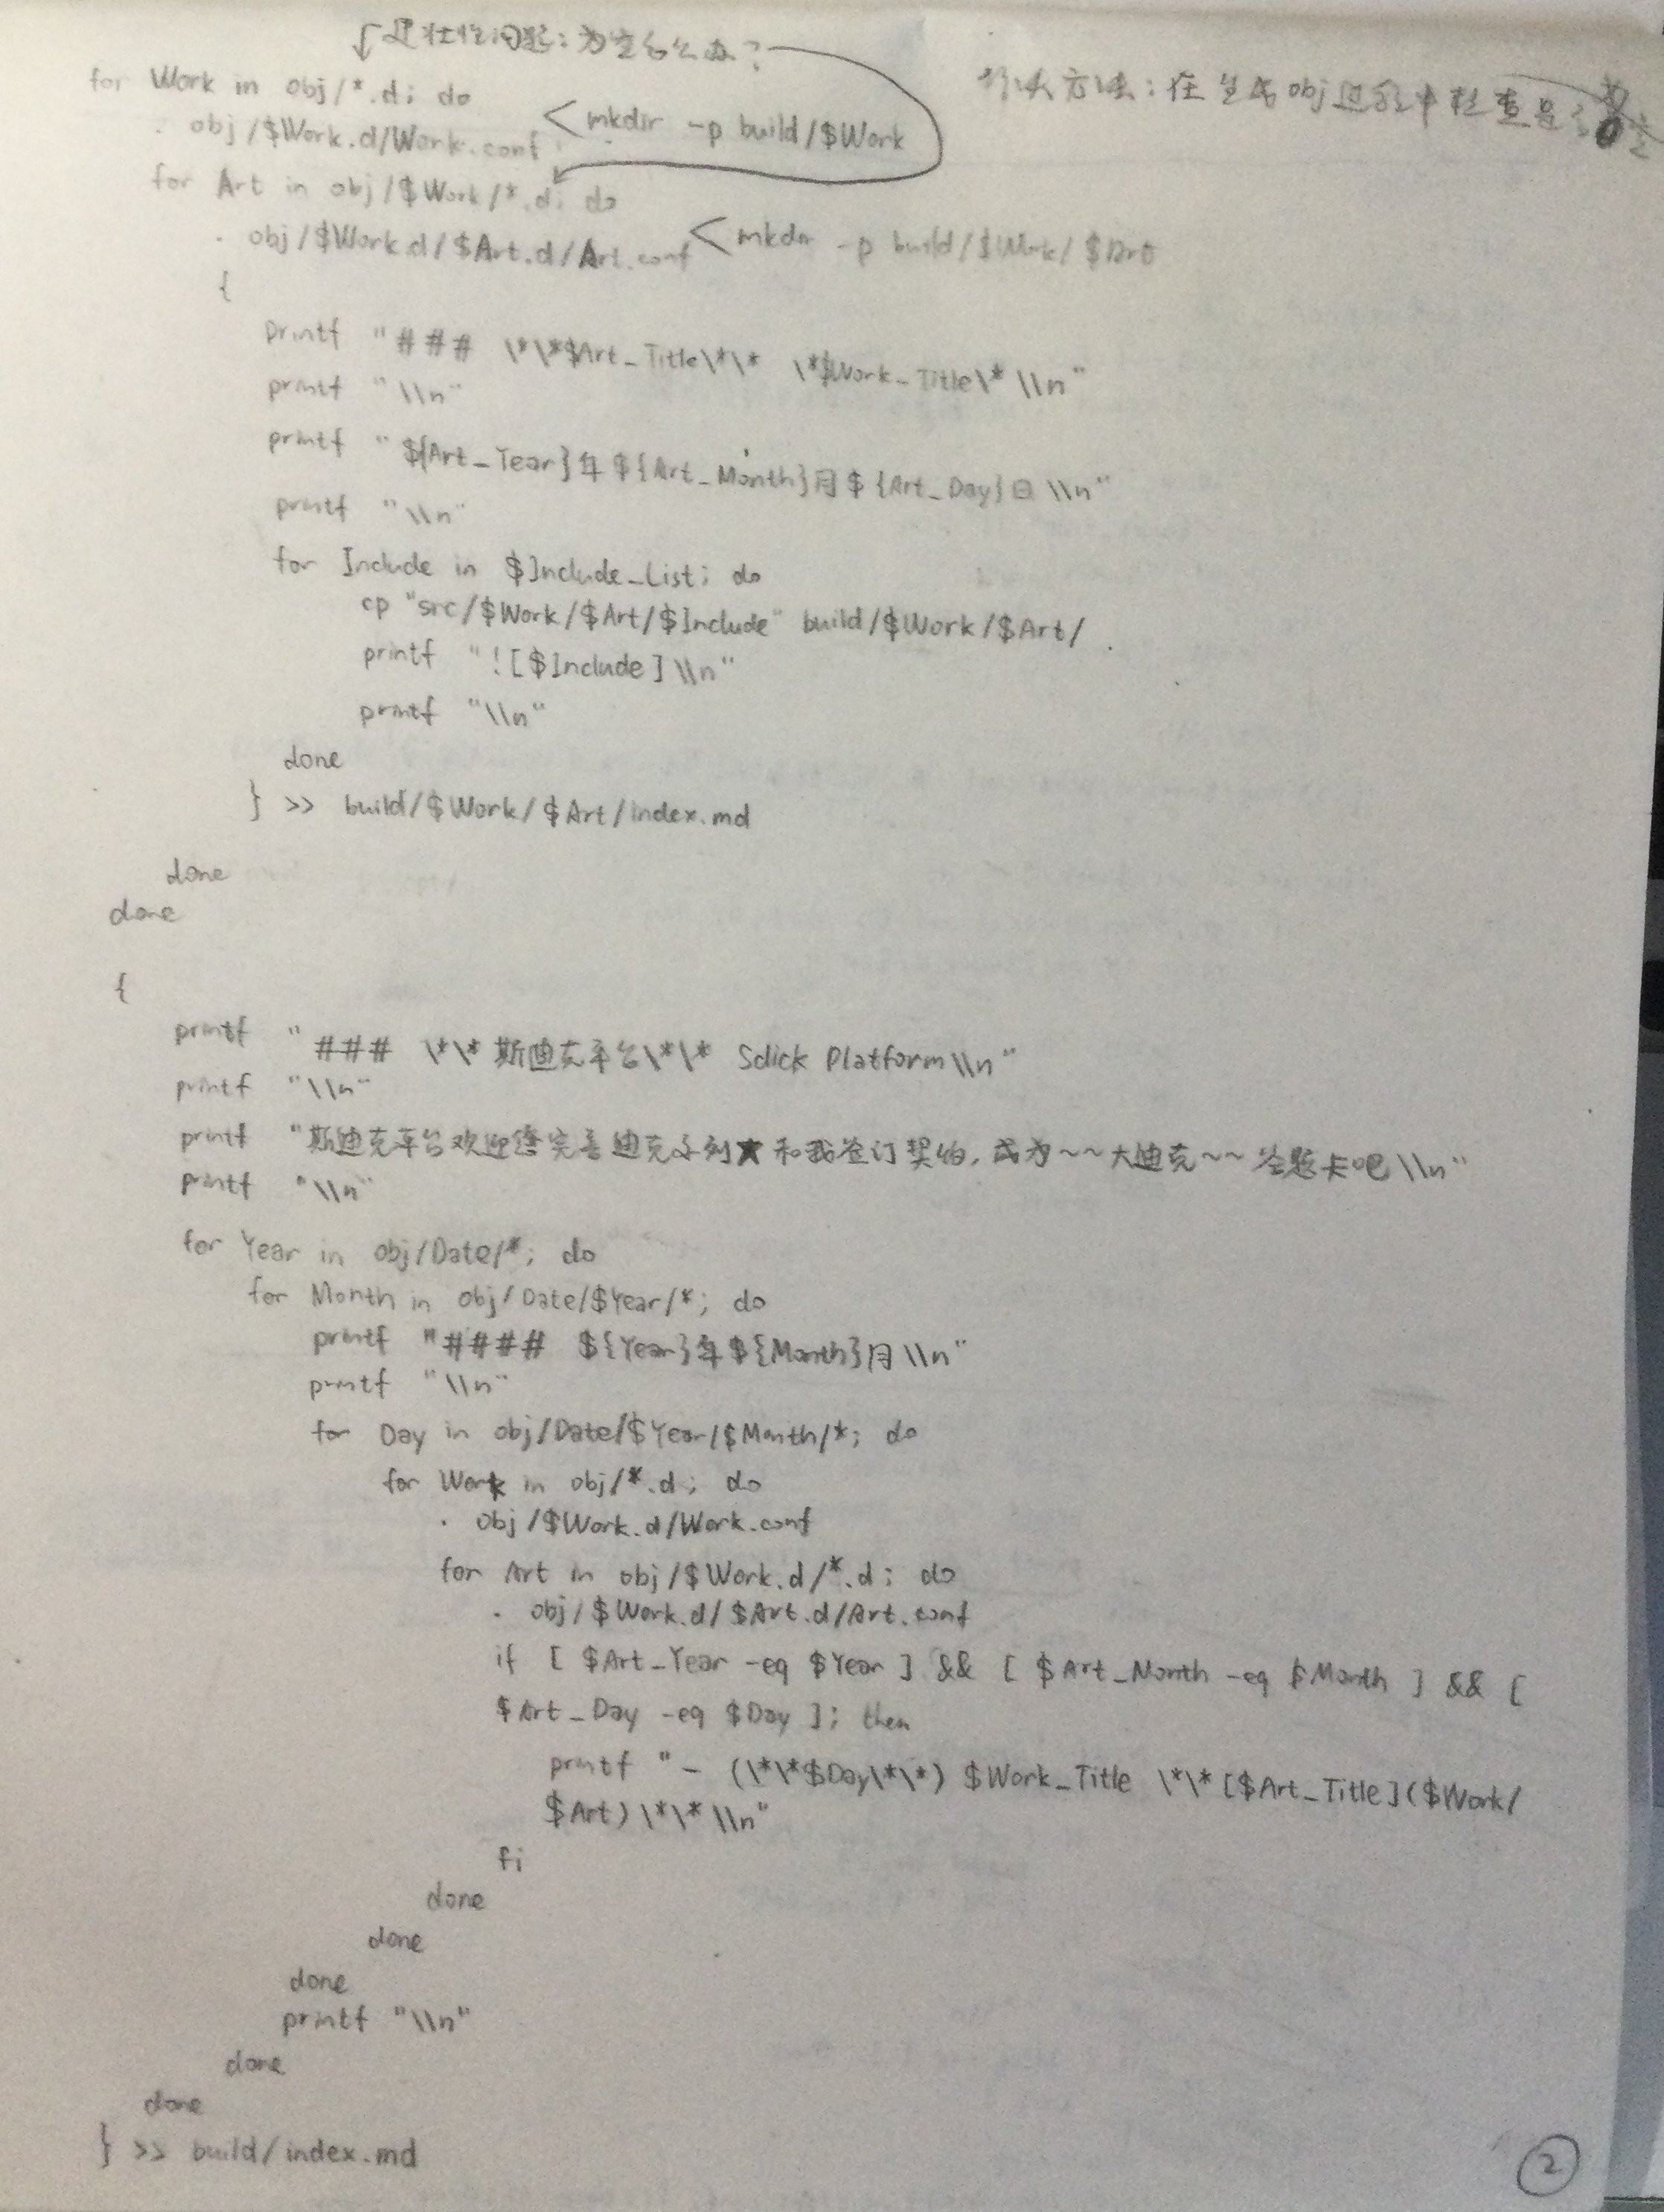 健壮性问题：为空怎么办？
for Work in obj/*.d; do
解决方法：在生成obj过程中检查是否空
. obj/$Work.d/Work.conf
< mkdir -p build/$Work
for Art in obj/$Work/*.d; do
. obj/$Work.d/$Art.d/Art.conf
< mkdir -p build/$Work/$Art
{
printf "### \*\*$Art_Title\*\* \*$Work_Title\* \\n"
printf "\\n"
printf "${Art_Year}年${Art_Month}月${Art_Day}日\\n"
printf "\\n"
for Include in $Include_List; do
cp "src/$Work/$Art/$Include" build/$Work/$Art/
printf "![$Include]\\n"
printf "\\n"
done
} >> build/$Work/$Art/index.md
done
done
{
printf "### \*\*斯迪克平台\*\* Sdick Platform\\n"
printf "\\n"
printf "斯迪克平台欢迎您完善迪克系列★和我签订契约，成为~~大迪克~~答题卡吧\\n"
printf "\\n"
for Year in obj/Date/*; do
for Month in obj/Date/$Year/*; do
printf "#### ${Year}年${Month}月\\n"
printf "\\n"
for Day in obj/Date/$Year/$Month/*; do
for Work in obj/*.d; do
. obj/$Work.d/Work.conf
for Art in obj/$Work.d/*.d; do
. obj/$Work.d/$Art.d/Art.conf
if [ $Art_Year -eq $Year ] && [ $Art_Month -eq $Month ] && [
$Art_Day -eq $Day ]; then
printf "- (\*\*$Day\*\*) $Work_Title \*\*[$Art_Title]($Work/
$Art)\*\*\\n"
fi
done
done
done
printf "\\n"
done
done
} >> build/index.md
2